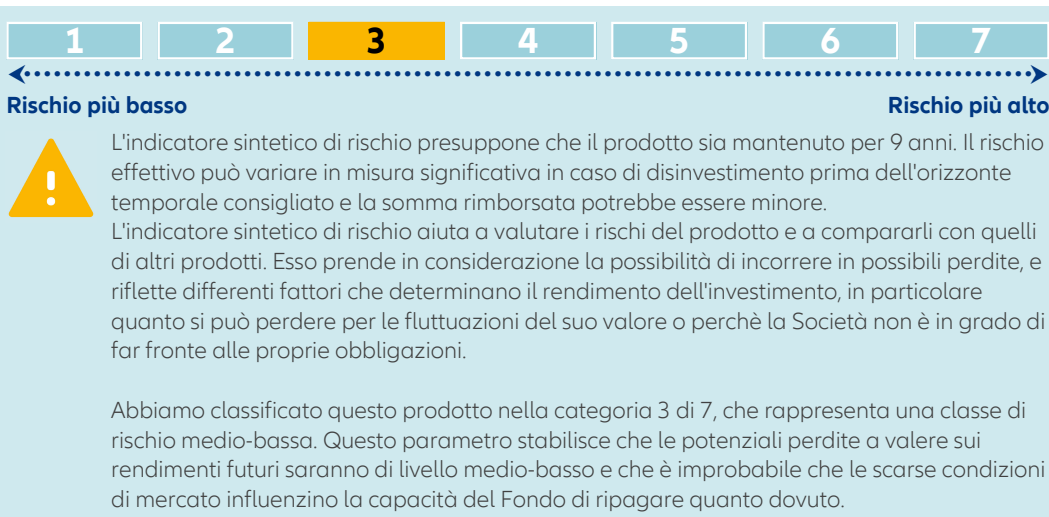 1 2 3 4 5 6 7
Rischio più basso Rischio più alto
L'indicatore sintetico di rischio presuppone che il prodotto sia mantenuto per 9 anni. Il rischio
effettivo può variare in misura significativa in caso di disinvestimento prima dell'orizzonte
temporale consigliato e la somma rimborsata potrebbe essere minore.
L'indicatore sintetico di rischio aiuta a valutare i rischi del prodotto e a compararli con quelli
di altri prodotti. Esso prende in considerazione la possibilità di incorrere in possibili perdite, e
riflette differenti fattori che determinano il rendimento dell'investimento, in particolare
quanto si può perdere per le fluttuazioni del suo valore o perchè la Società non è in grado di
far fronte alle proprie obbligazioni.
Abbiamo classificato questo prodotto nella categoria 3 di 7, che rappresenta una classe di
rischio medio-bassa. Questo parametro stabilisce che le potenziali perdite a valere sui
rendimenti futuri saranno di livello medio-basso e che è improbabile che le scarse condizioni
di mercato influenzino la capacità del Fondo di ripagare quanto dovuto.